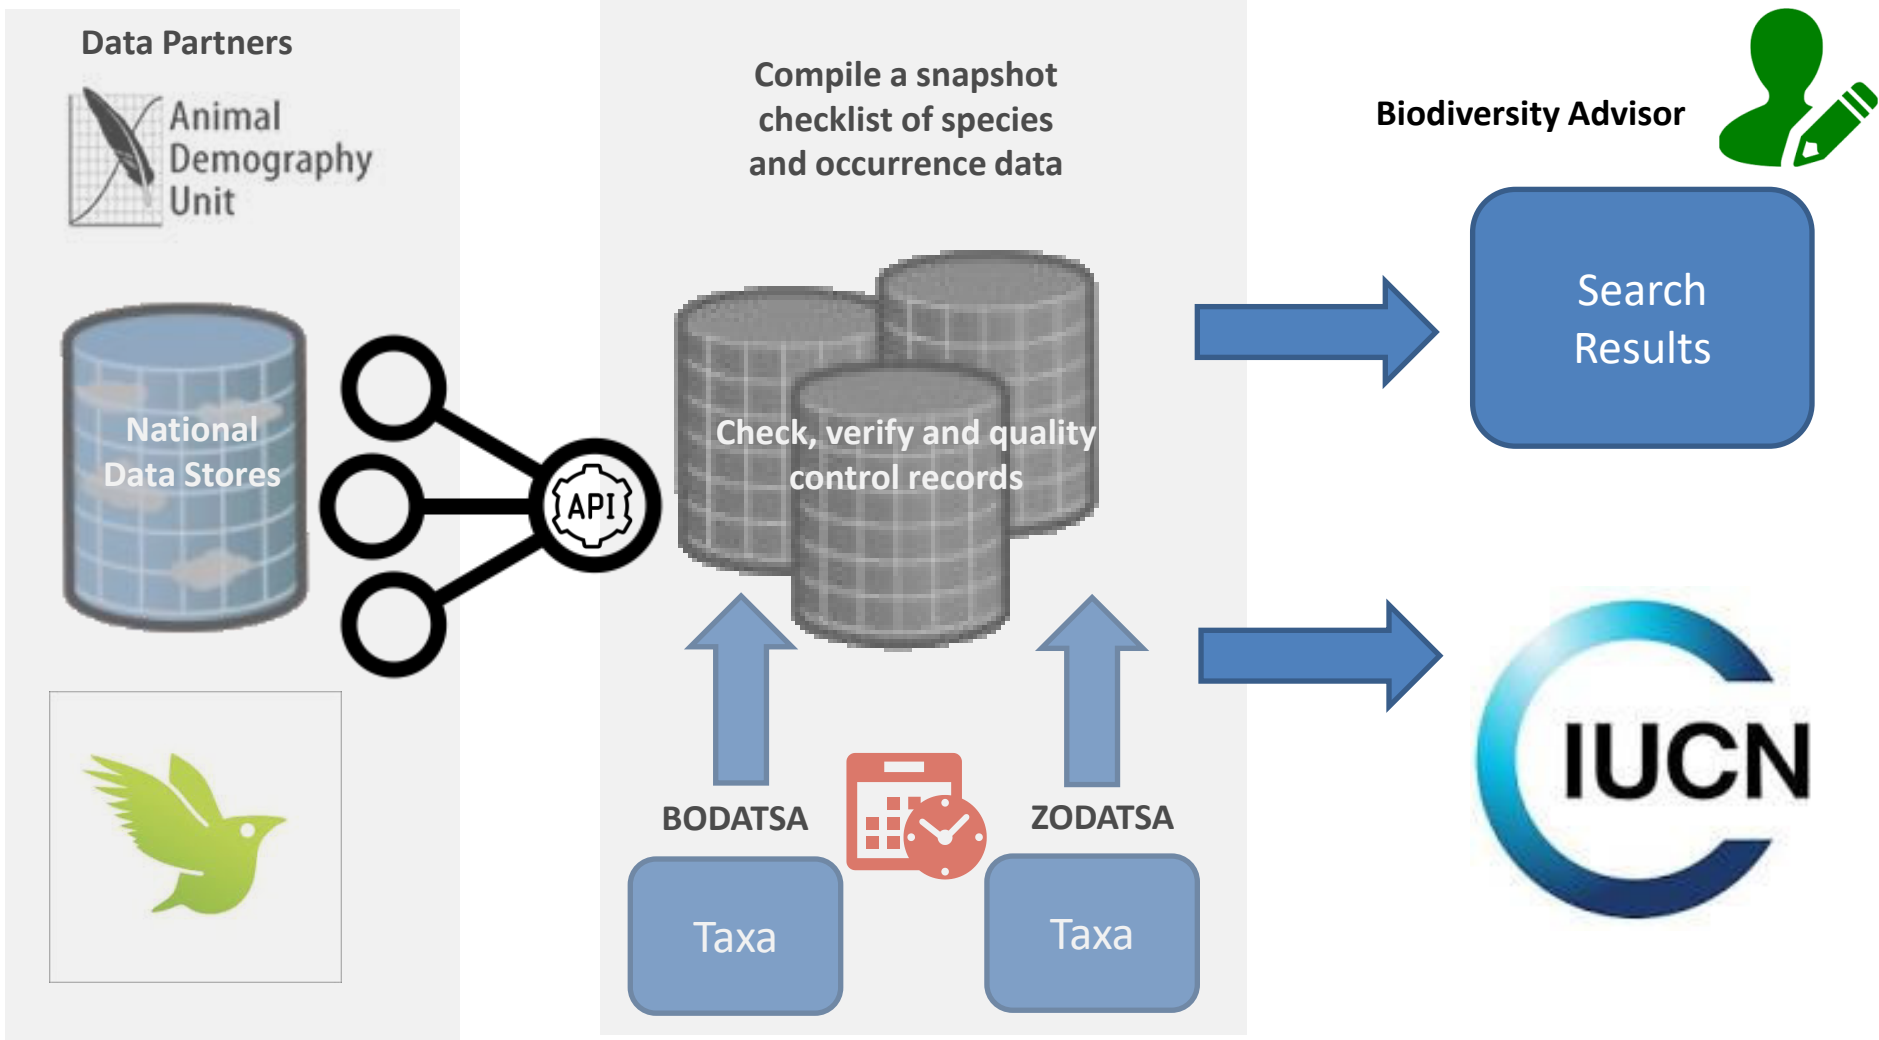 Data Partners
Animal
Demography
Unit
National
Data Stores
API
Compile a snapshot
checklist of species
and occurrence data
Check, verify and quality
control records
BODATSA
ZODATSA
Taxa
Taxa
Biodiversity Advisor
Search
Results
IUCN